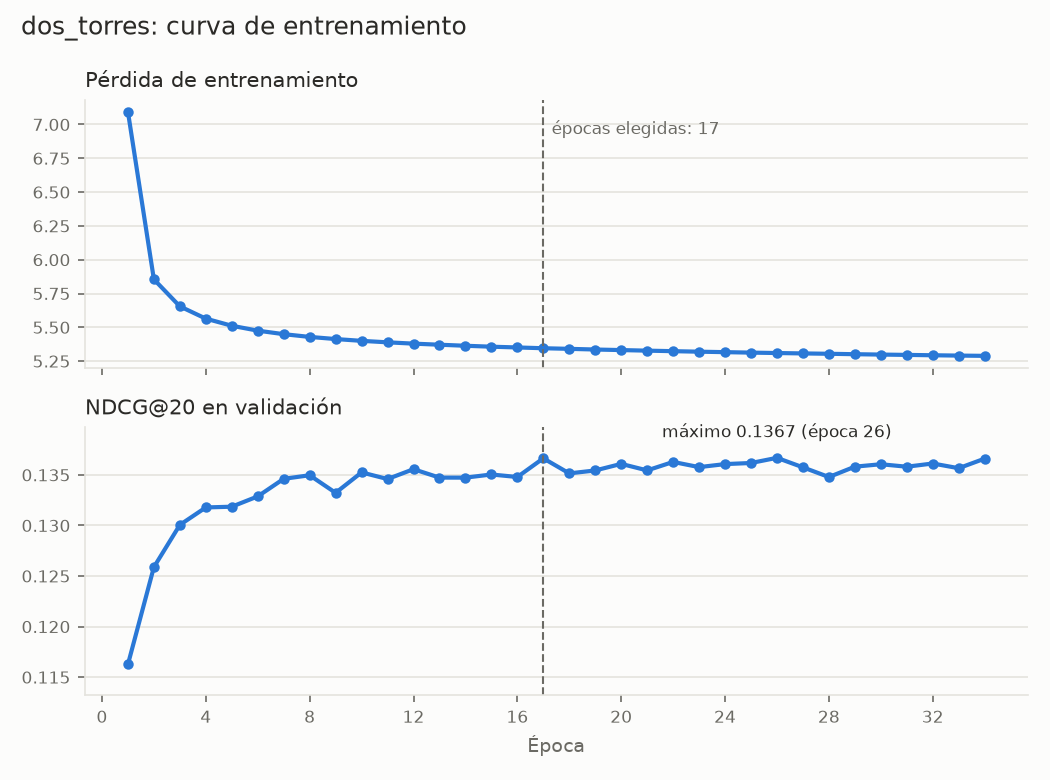 dos_torres: curva de entrenamiento
Pérdida de entrenamiento
7.00
6.75
6.50
6.25
6.00
5.75
5.50
5.25
épocas elegidas: 17
NDCG@20 en validación
máximo 0.1367 (época 26)
0.135
0.130
0.125
0.120
0.115
0 4 8 12 16 20 24 28 32
Época